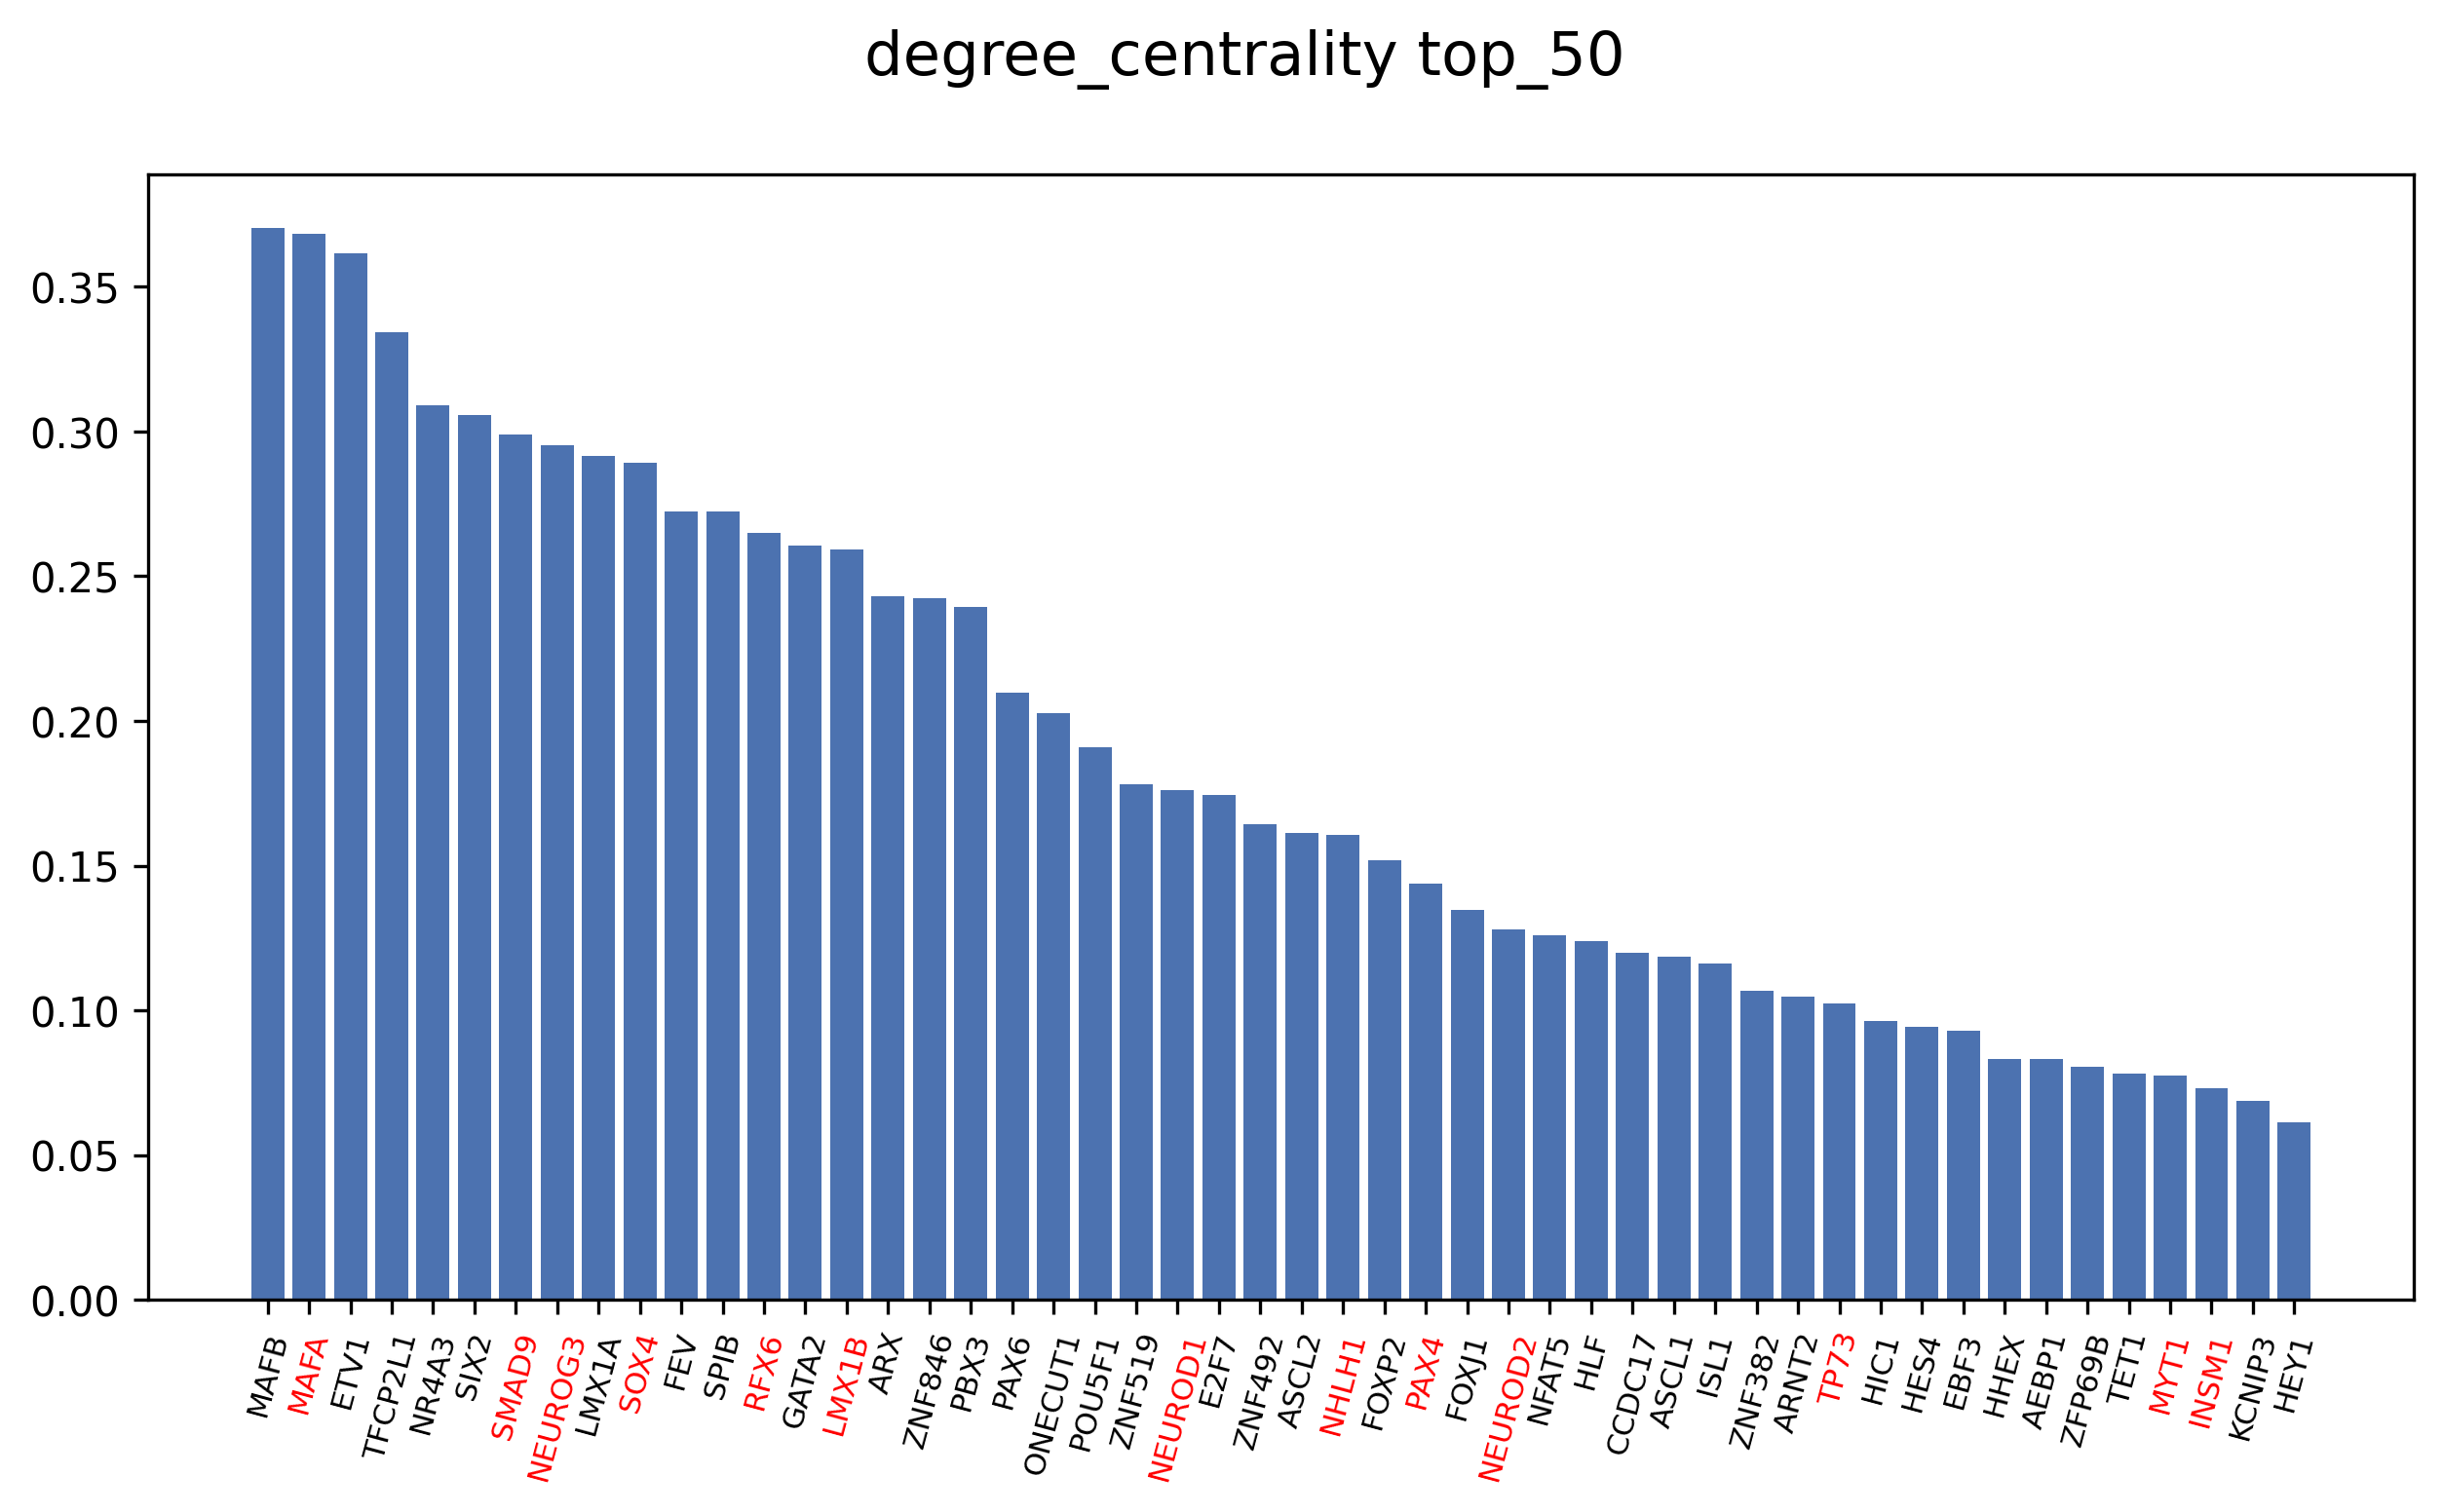 degree_centrality top_50
0.35
0.30
0.25
0.20
0.15
0.10
0.05
0.00
MAFB
MAFA
ETV1
TFCP2L1
NR4A3
SIX2
SMAD9
NEUROG3
LMX1A
SOX4
FEV
SPIB
RFX6
GATA2
LMX1B
ARX
ZNF846
PBX3
PAX6
ONECUT1
POU5F1
ZNF519
NEUROD1
E2F7
ZNF492
ASCL2
NHLH1
FOXP2
PAX4
FOXJ1
NEUROD2
NFAT5
HLF
CCDC17
ASCL1
ISL1
ZNF382
ARNT2
TP73
HIC1
HES4
EBF3
HHEX
AEBP1
ZFP69B
TET1
MYT1
INSM1
KCNIP3
HEY1